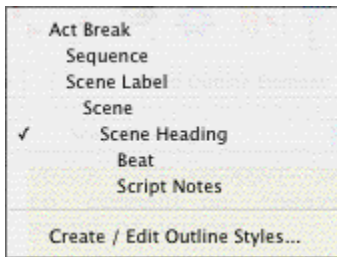 Act Break
Sequence
Scene Label
Scene
✓ Scene Heading
Beat
Script Notes
Create / Edit Outline Styles...